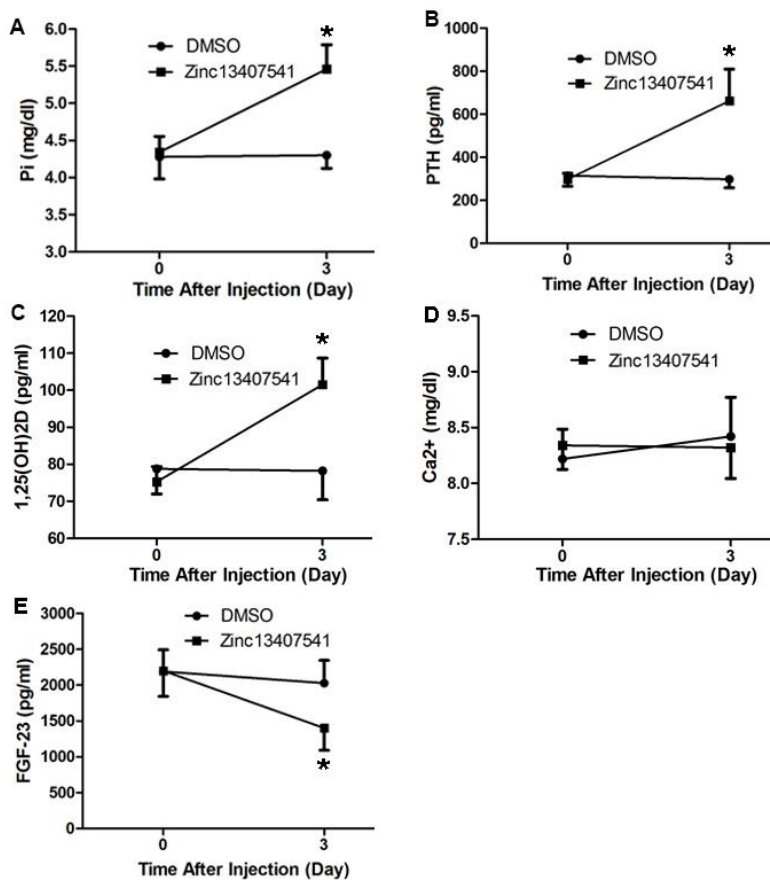 A
Pi (mg/dl)
6.0
5.5
5.0
4.5
4.0
3.5
3.0
DMSO
Zinc13407541
*
0 3
Time After Injection (Day)
B
PTH (pg/ml)
1000
800
600
400
200
0
DMSO
Zinc13407541
*
0 3
Time After Injection (Day)
C
1,25(OH)2D (pg/ml)
120
110
100
90
80
70
60
DMSO
Zinc13407541
*
0 3
Time After Injection (Day)
D
Ca2+ (mg/dl)
9.5
9.0
8.5
8.0
7.5
DMSO
Zinc13407541
0 3
Time After Injection (Day)
E
FGF-23 (pg/ml)
3000
2500
2000
1500
1000
500
0
DMSO
Zinc13407541
*
0 3
Time After Injection (Day)